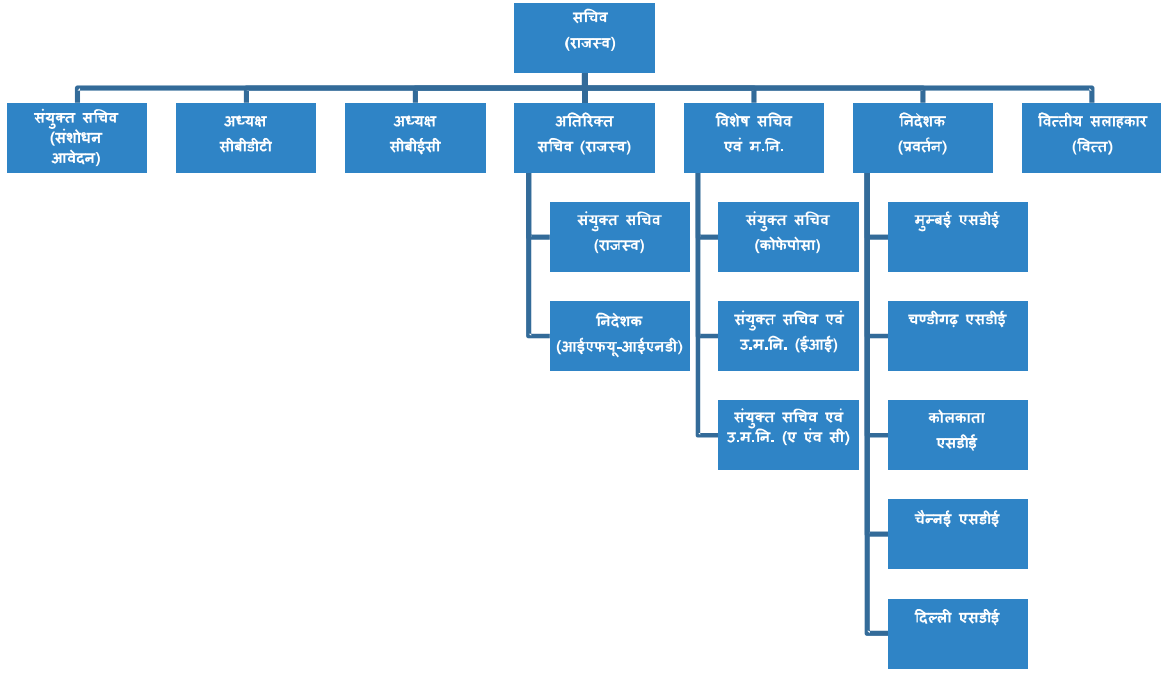 सचिव
(राजस्व)
संयुक्त सचिव
(संशोधन
आवेदन)
अध्यक्ष
सीबीडीटी
अध्यक्ष
सीबीईसी
अतिरिक्त
सचिव (राजस्व)
विशेष सचिव
एवं म.नि.
निदेशक
(प्रवर्तन)
वित्तीय सलाहकार
(वित्त)
संयुक्त सचिव
(राजस्व)
निदेशक
(आईएफयू-आईएनडी)
संयुक्त सचिव
(कोफेपोसा)
संयुक्त सचिव एवं
उ.म.नि. (ईआई)
संयुक्त सचिव एवं
उ.म.नि. (ए एंव सी)
मुम्बई एसडीई
चण्डीगढ़ एसडीई
कोलकाता
एसडीई
चैन्नई एसडीई
दिल्ली एसडीई